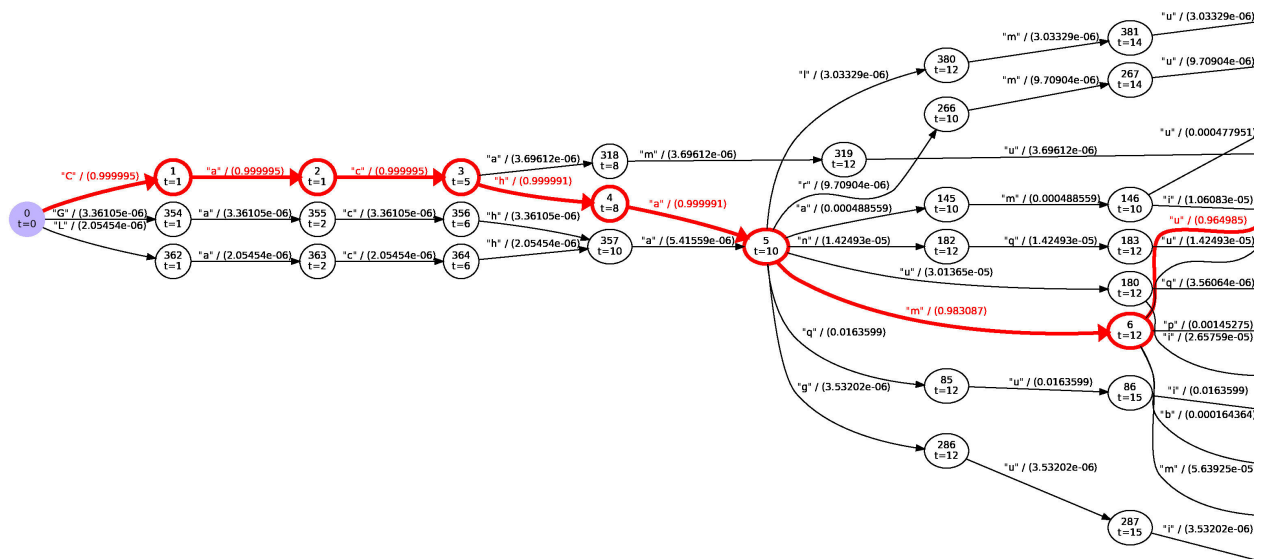 "u" / (3.03329e-06)
381
t=14
"m" / (3.03329e-06)
380
t=12
"l" / (3.03329e-06)
"u" / (9.70904e-06)
267
t=14
"m" / (9.70904e-06)
266
t=10
"r" / (9.70904e-06)
"u" / (0.000477951)
"a" / (3.69612e-06)
318
t=8
"m" / (3.69612e-06)
319
t=12
"u" / (3.69612e-06)
0
t=0
"C" / (0.999995)
1
t=1
"a" / (0.999995)
2
t=1
"c" / (0.999995)
3
t=5
"h" / (0.999991)
4
t=8
"a" / (0.999991)
5
t=10
"G" / (3.36105e-06)
354
t=1
"a" / (3.36105e-06)
355
t=2
"c" / (3.36105e-06)
356
t=6
"h" / (3.36105e-06)
"L" / (2.05454e-06)
362
t=1
"a" / (2.05454e-06)
363
t=2
"c" / (2.05454e-06)
364
t=6
"h" / (2.05454e-06)
357
t=10
"a" / (5.41559e-06)
"a" / (0.000488559)
145
t=10
"m" / (0.000488559)
146
t=10
"i" / (1.06083e-05)
"u" / (0.964985)
"n" / (1.42493e-05)
182
t=12
"q" / (1.42493e-05)
183
t=12
"u" / (1.42493e-05)
"u" / (3.01365e-05)
180
t=12
"q" / (3.56064e-06)
"m" / (0.983087)
6
t=12
"p" / (0.00145275)
"i" / (2.65759e-05)
"q" / (0.0163599)
85
t=12
"u" / (0.0163599)
86
t=15
"i" / (0.0163599)
"b" / (0.000164364)
"g" / (3.53202e-06)
286
t=12
"u" / (3.53202e-06)
"m" / (5.63925e-05
287
t=15
"i" / (3.53202e-06)